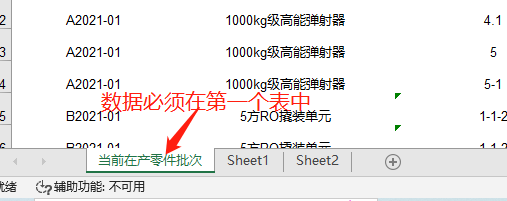 2 A2021-01 1000kg级高能弹射器 4.1
3 A2021-01 1000kg级高能弹射器 5
4 A2021-01 1000kg级高能弹射器 5-1
数据必须在第一个表中
5 B2021-01 5方RO撬装单元 1-1-2
B2021-01 5方RO撬装单元 1-1-2
当前在产零件批次 Sheet1 Sheet2
就绪 辅助功能: 不可用